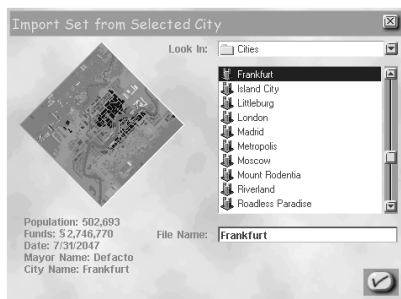 Import Set from Selected City
Look In: Cities
Frankfurt
Island City
Littleburg
London
Madrid
Metropolis
Moscow
Mount Rodentia
Riverland
Roadless Paradise
Population: 502,693
Funds: §2,746,770
Date: 7/31/2047
Mayor Name: Defacto
City Name: Frankfurt
File Name: Frankfurt